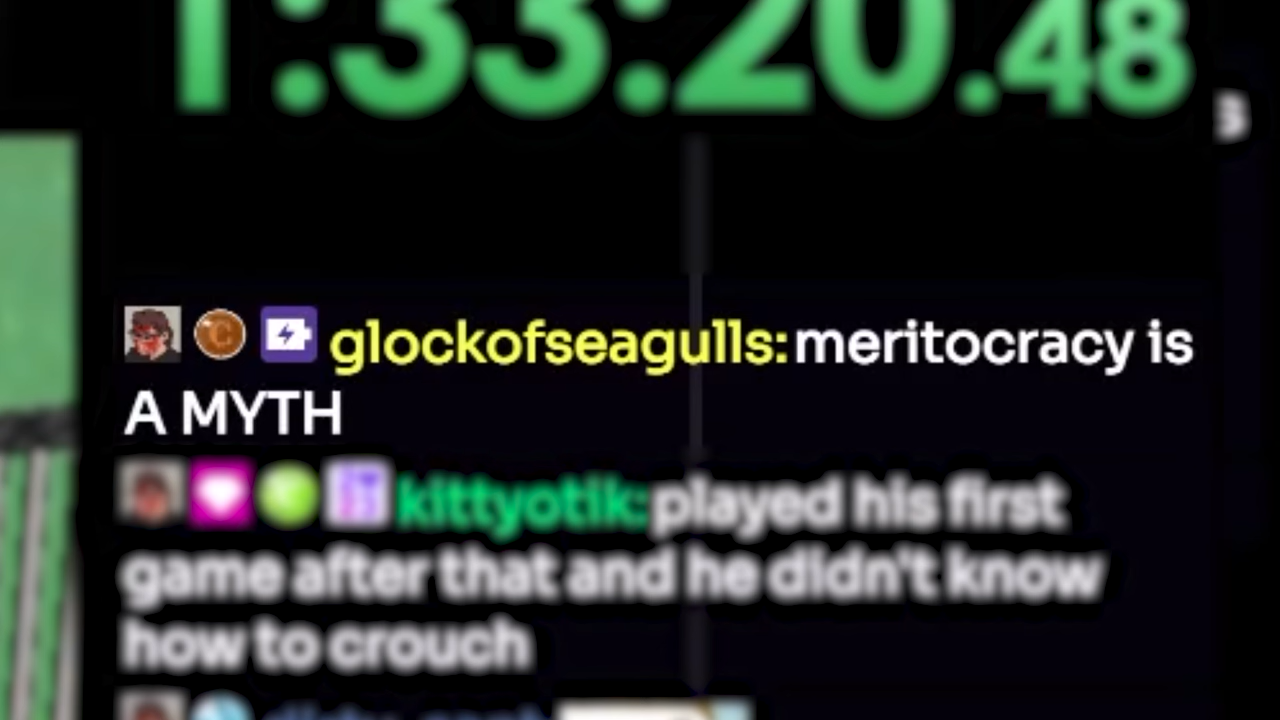 1:33:20.48
s
glockofseagulls: meritocracy is
A MYTH
kittyotik: played his first
game after that and he didn't know
how to crouch